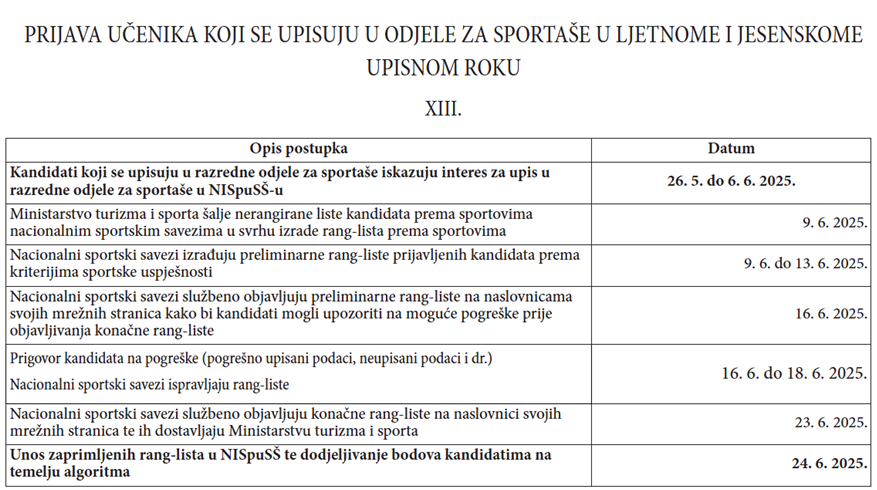 PRIJAVA UČENIKA KOJI SE UPISUJU U ODJELE ZA SPORTAŠE U LJETNOME I JESENSKOME
UPISNOM ROKU
XIII.
Opis postupka
Datum
Kandidati koji se upisuju u razredne odjele za sportaše iskazuju interes za upis u
razredne odjele za sportaše u NISpuSŠ-u
26. 5. do 6. 6. 2025.
Ministarstvo turizma i sporta šalje nerangirane liste kandidata prema sportovima
nacionalnim sportskim savezima u svrhu izrade rang-lista prema sportovima
9. 6. 2025.
Nacionalni sportski savezi izrađuju preliminarne rang-liste prijavljenih kandidata prema
kriterijima sportske uspješnosti
9. 6. do 13. 6. 2025.
Nacionalni sportski savezi službeno objavljuju preliminarne rang-liste na naslovnicama
svojih mrežnih stranica kako bi kandidati mogli upozoriti na moguće pogreške prije
objavljivanja konačne rang-liste
16. 6. 2025.
Prigovor kandidata na pogreške (pogrešno upisani podaci, neupisani podaci i dr.)
Nacionalni sportski savezi ispravljaju rang-liste
16. 6. do 18. 6. 2025.
Nacionalni sportski savezi službeno objavljuju konačne rang-liste na naslovnici svojih
mrežnih stranica te ih dostavljaju Ministarstvu turizma i sporta
23. 6. 2025.
Unos zaprimljenih rang-lista u NISpuSŠ te dodjeljivanje bodova kandidatima na
temelju algoritma
24. 6. 2025.